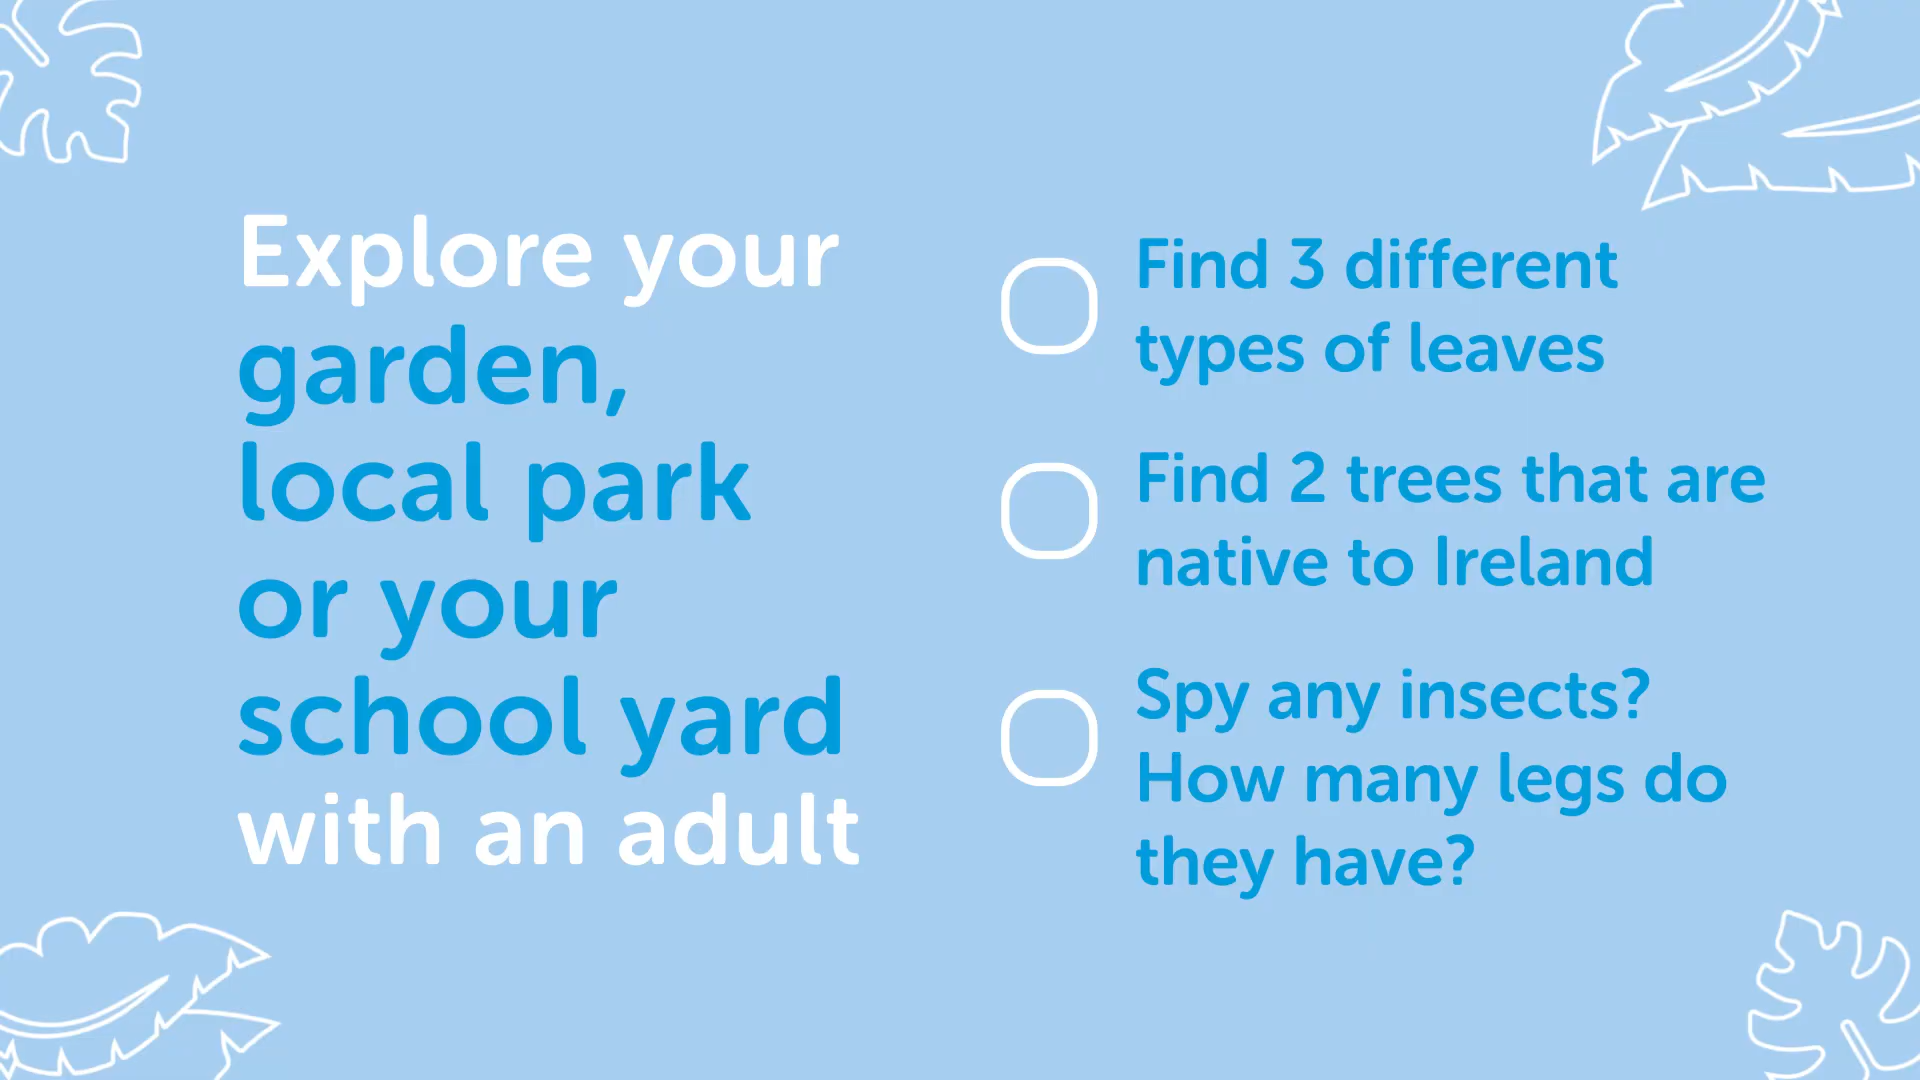 Explore your
garden,
local park
or your
school yard
with an adult
Find 3 different
types of leaves
Find 2 trees that are
native to Ireland
Spy any insects?
How many legs do
they have?